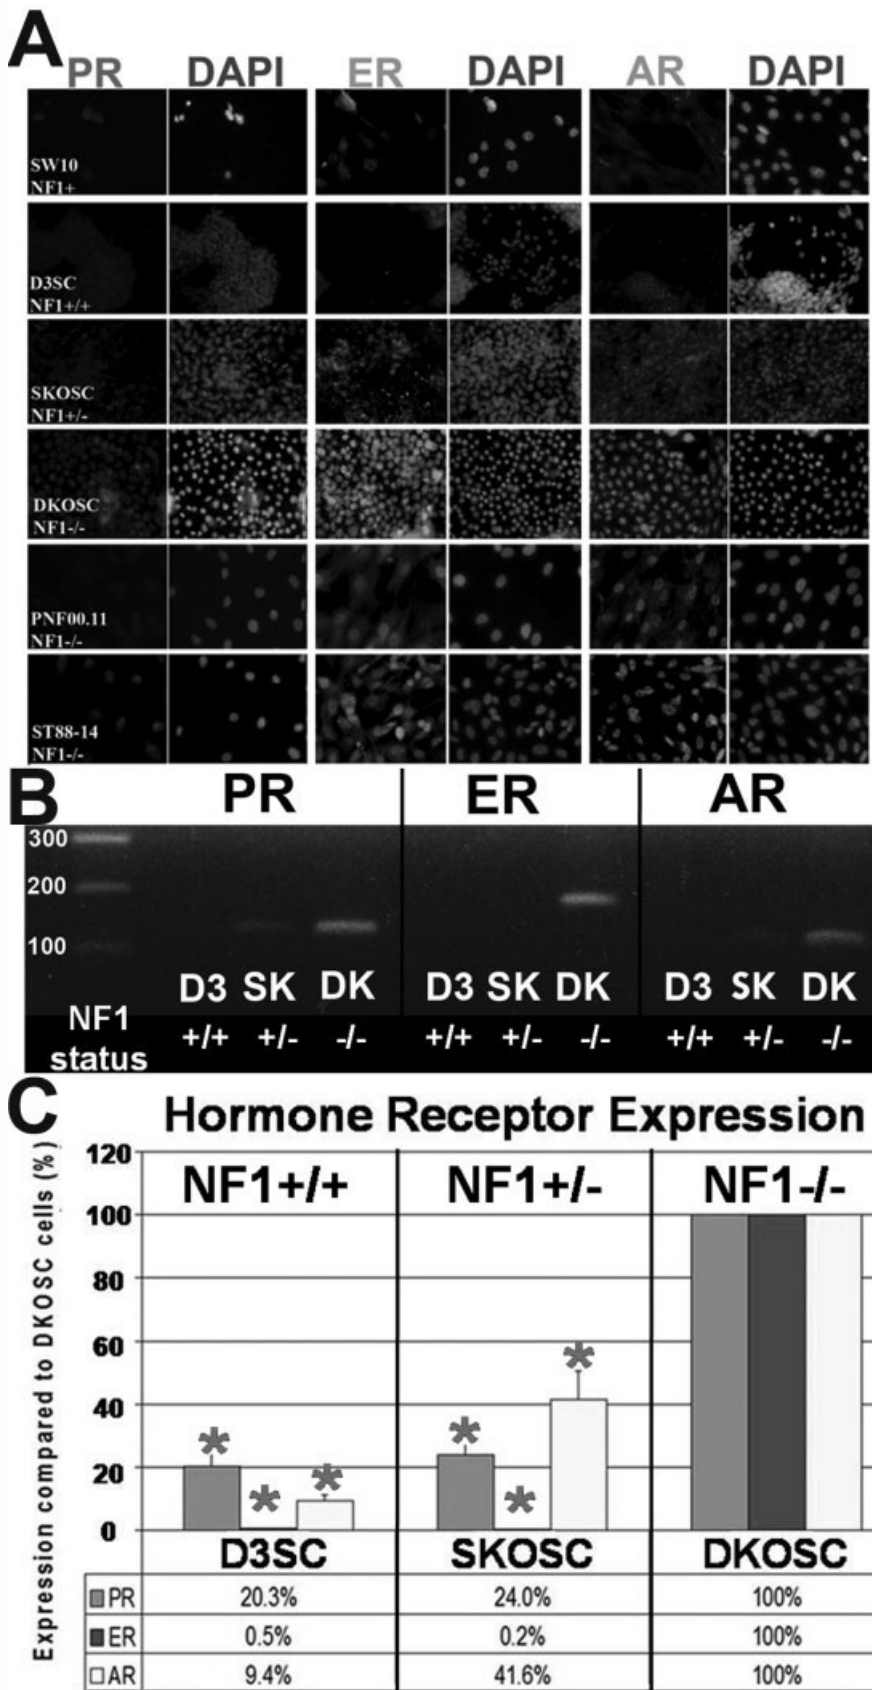 A
PR DAPI ER DAPI AR DAPI
SW10
NF1+
D3SC
NF1+/+
SKOSC
NF1+/-
DKOSC
NF1-/-
PNF00.11
NF1-/-
ST88-14
NF1-/-
B
PR ER AR
300
200
100
D3 SK DK D3 SK DK D3 SK DK
NF1 status +/+ +/- -/- +/+ +/- -/- +/+ +/- -/-
C
Hormone Receptor Expression
Expression compared to DKOSC cells (%)
120
NF1+/+ NF1+/- NF1-/-
100
80
60
* 
40
* *
20
* * *
0
D3SC SKOSC DKOSC
PR 20.3% 24.0% 100%
ER 0.5% 0.2% 100%
AR 9.4% 41.6% 100%